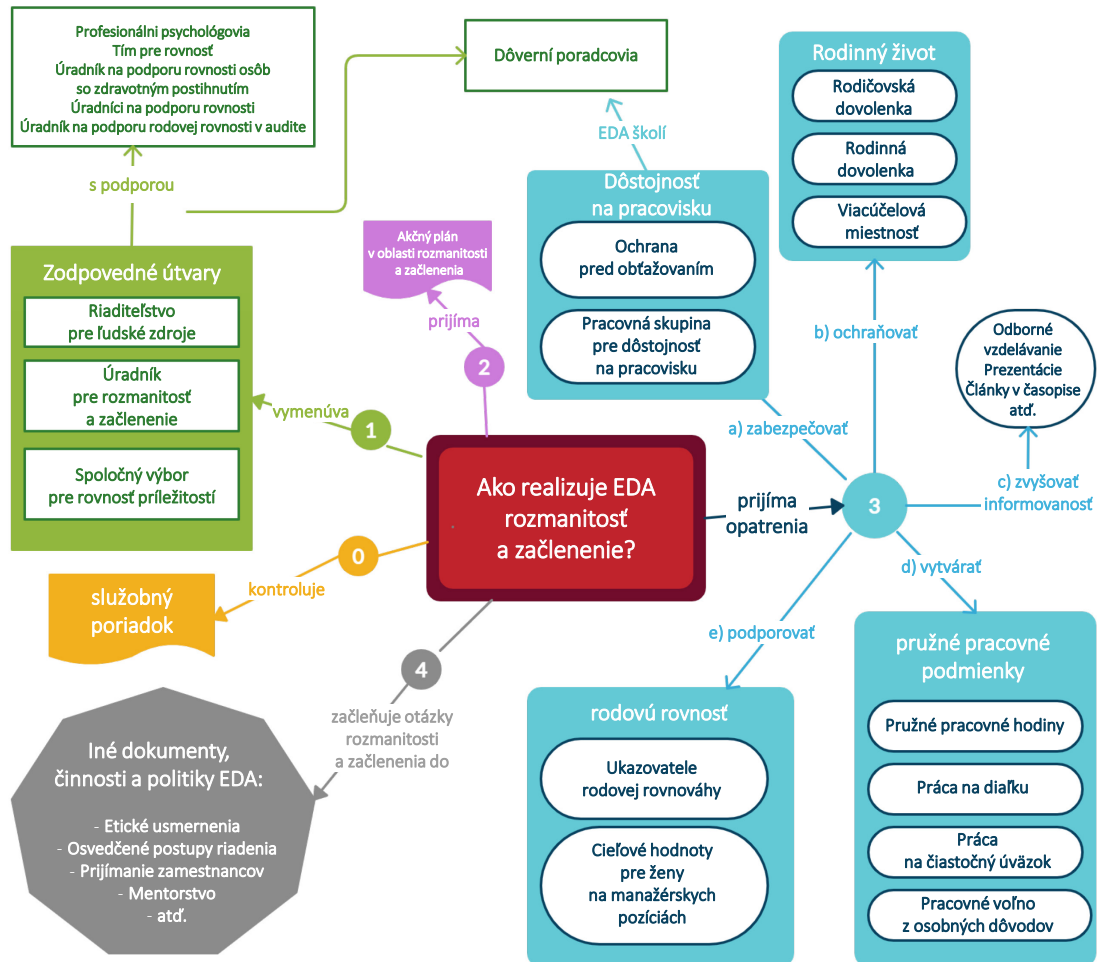 Profesionálni psychológovia
Tím pre rovnosť
Úradník na podporu rovnosti osôb
so zdravotným postihnutím
Úradníci na podporu rovnosti
Úradník na podporu rodovej rovnosti v audite
Dôverní poradcovia
s podporou
EDA školí
Zodpovedné útvary
Riaditeľstvo
pre ľudské zdroje
Úradník
pre rozmanitosť
a začlenenie
Spoločný výbor
pre rovnosť príležitostí
Akčný plán
v oblasti rozmanitosti
a začlenenia
prijíma
2
vymenúva
1
Dôstojnosť
na pracovisku
Ochrana
pred obťažovaním
Pracovná skupina
pre dôstojnosť
na pracovisku
Rodinný život
Rodičovská
dovolenka
Rodinná
dovolenka
Viacúčelová
miestnosť
a) zabezpečovať
b) ochraňovať
Odborné
vzdelávanie
Prezentácie
Články v časopise
atď.
c) zvyšovať
informovanosť
Ako realizuje EDA
rozmanitosť
a začlenenie?
prijíma
opatrenia
3
0
kontroluje
služobný
poriadok
4
začleňuje otázky
rozmanitosti
a začlenenia do
Iné dokumenty,
činnosti a politiky EDA:
- Etické usmernenia
- Osvedčené postupy riadenia
- Prijímanie zamestnancov
- Mentorstvo
- atď.
e) podporovať
rodovú rovnosť
Ukazovatele
rodovej rovnováhy
Cieľové hodnoty
pre ženy
na manažérskych
pozíciách
d) vytvárať
pružné pracovné
podmienky
Pružné pracovné hodiny
Práca na diaľku
Práca
na čiastočný úväzok
Pracovné voľno
z osobných dôvodov